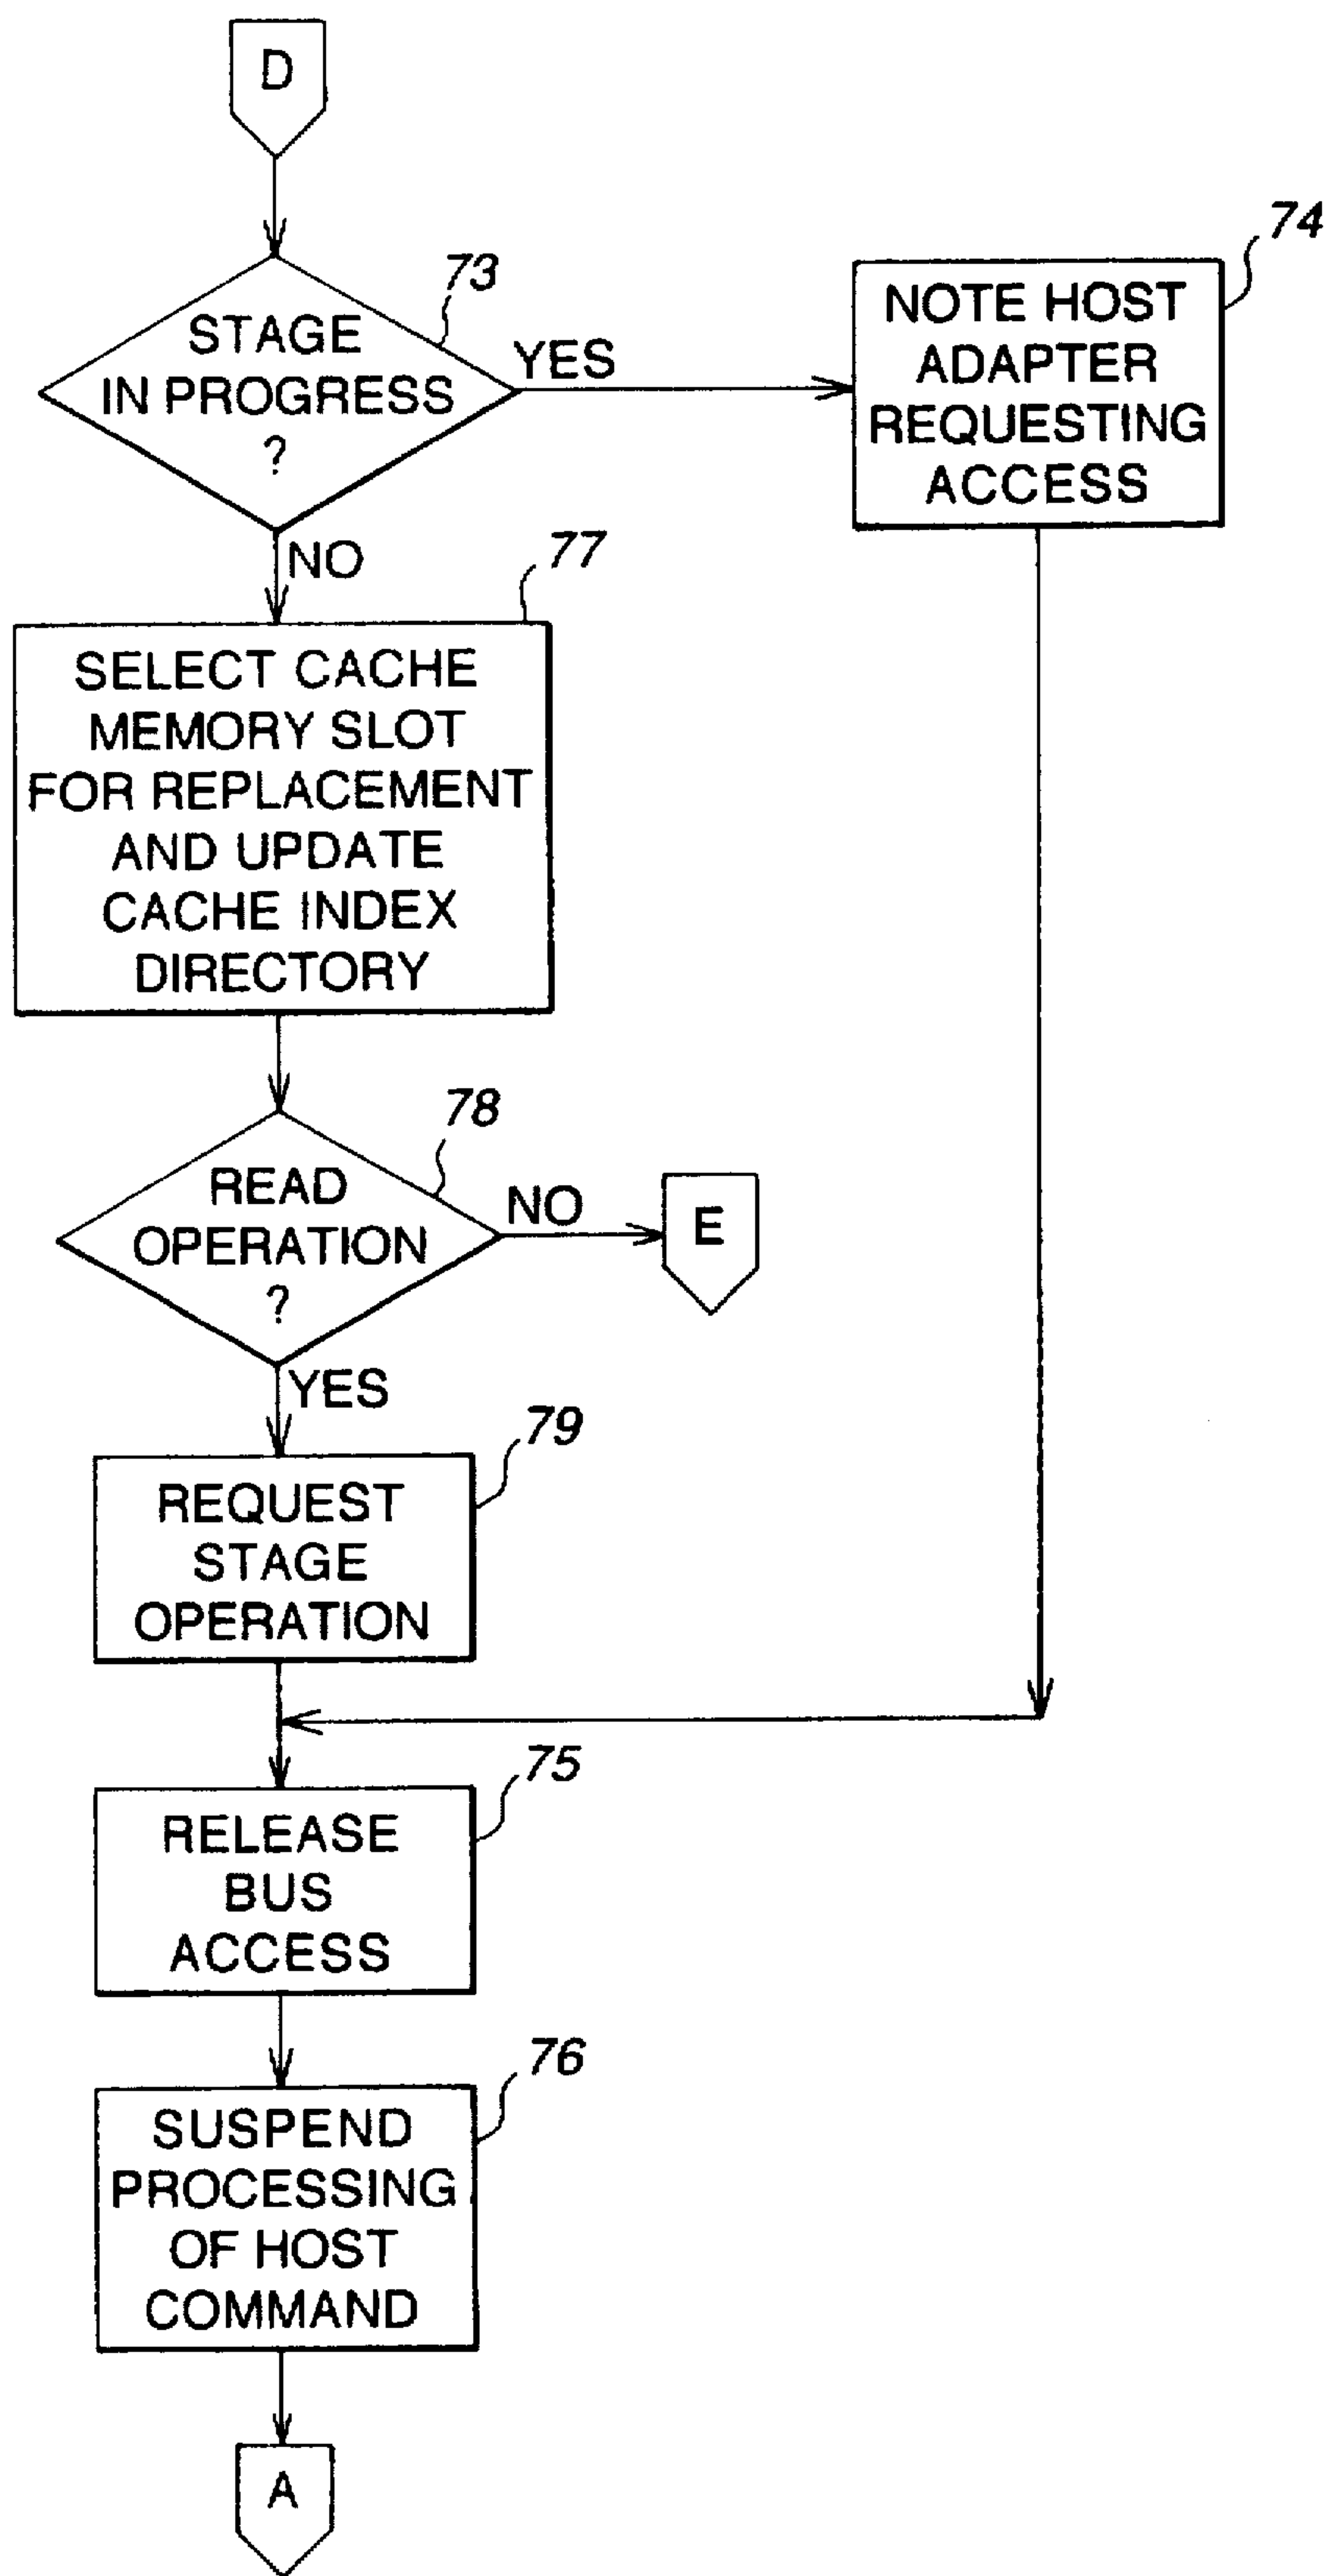 D
73
STAGE
IN PROGRESS
?
YES
74
NOTE HOST
ADAPTER
REQUESTING
ACCESS
NO
77
SELECT CACHE
MEMORY SLOT
FOR REPLACEMENT
AND UPDATE
CACHE INDEX
DIRECTORY
78
READ
OPERATION
?
NO
E
YES
79
REQUEST
STAGE
OPERATION
75
RELEASE
BUS
ACCESS
76
SUSPEND
PROCESSING
OF HOST
COMMAND
A